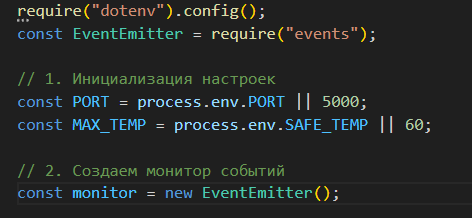 require("dotenv").config();
const EventEmitter = require("events");
// 1. Инициализация настроек
const PORT = process.env.PORT || 5000;
const MAX_TEMP = process.env.SAFE_TEMP || 60;
// 2. Создаем монитор событий
const monitor = new EventEmitter();